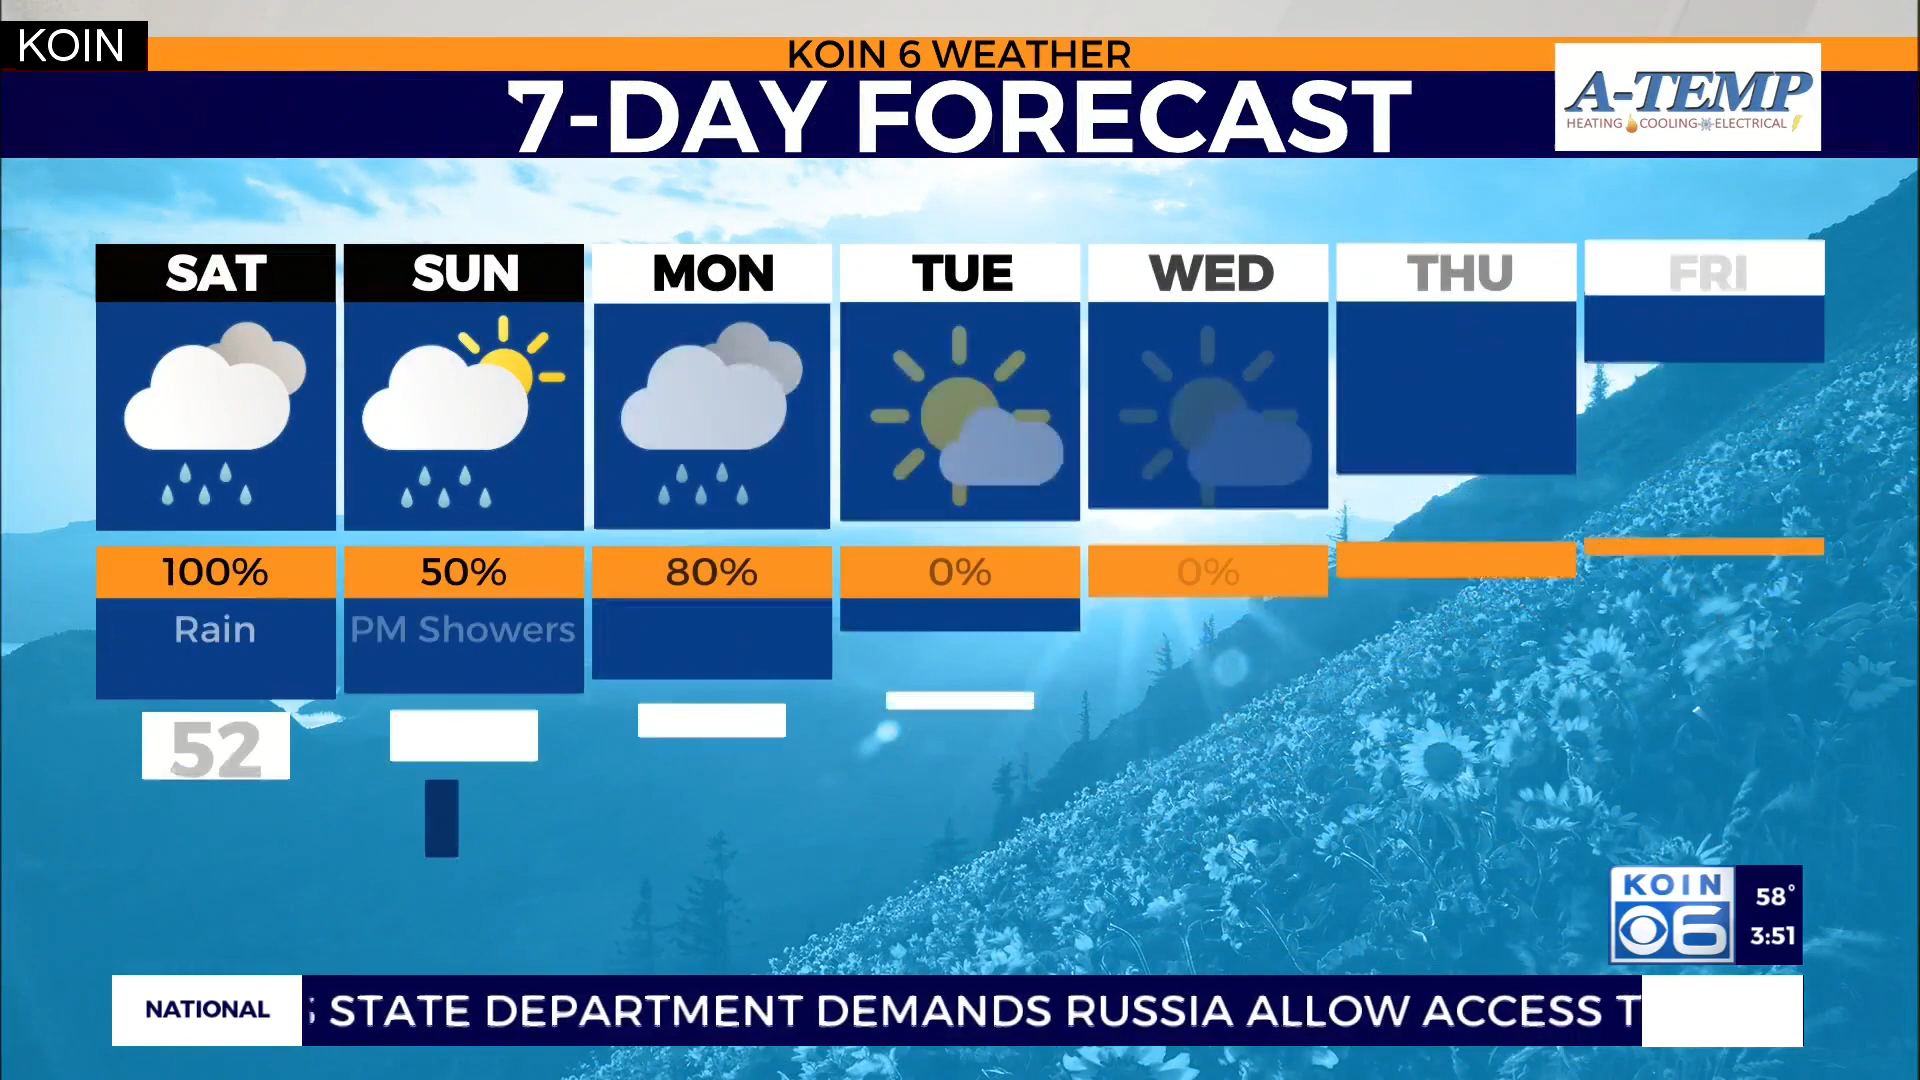 KOIN
KOIN 6 WEATHER
7-DAY FORECAST
A-TEMP
HEATING COOLING ELECTRICAL
SAT SUN MON TUE WED THU FRI
100% 50% 80% 0% 0%
Rain PM Showers
52
KOIN
6
58°
3:51
NATIONAL
STATE DEPARTMENT DEMANDS RUSSIA ALLOW ACCESS T